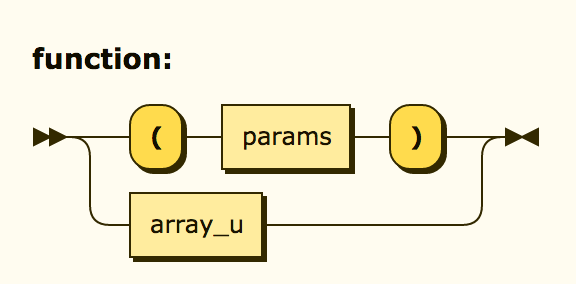 function:
( params )
array_u